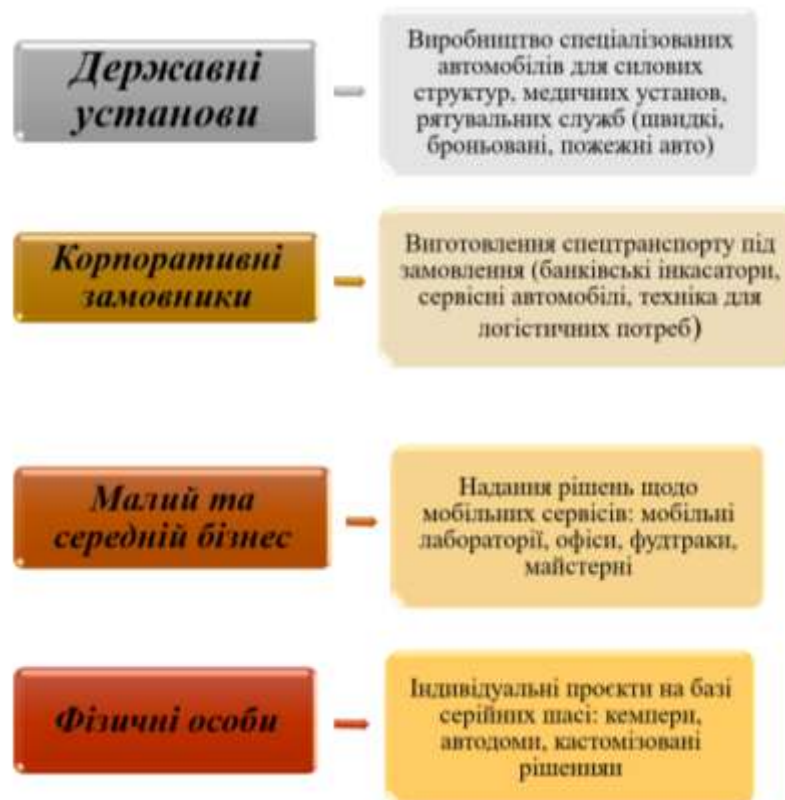 Державні
установи
Виробництво спеціалізованих
автомобілів для силових
структур, медичних установ,
рятувальних служб (швидкі,
броньовані, пожежні авто)
Корпоративні
замовники
Виготовлення спецтранспорту під
замовлення (банківські інкасатори,
сервісні автомобілі, техніка для
логістичних потреб)
Малий та
середній бізнес
Надання рішень щодо
мобільних сервісів: мобільні
лабораторії, офіси, фудтраки,
майстерні
Фізичні особи
Індивідуальні проєкти на базі
серійних шасі: кемпери,
автодоми, кастомізовані
рішенняи